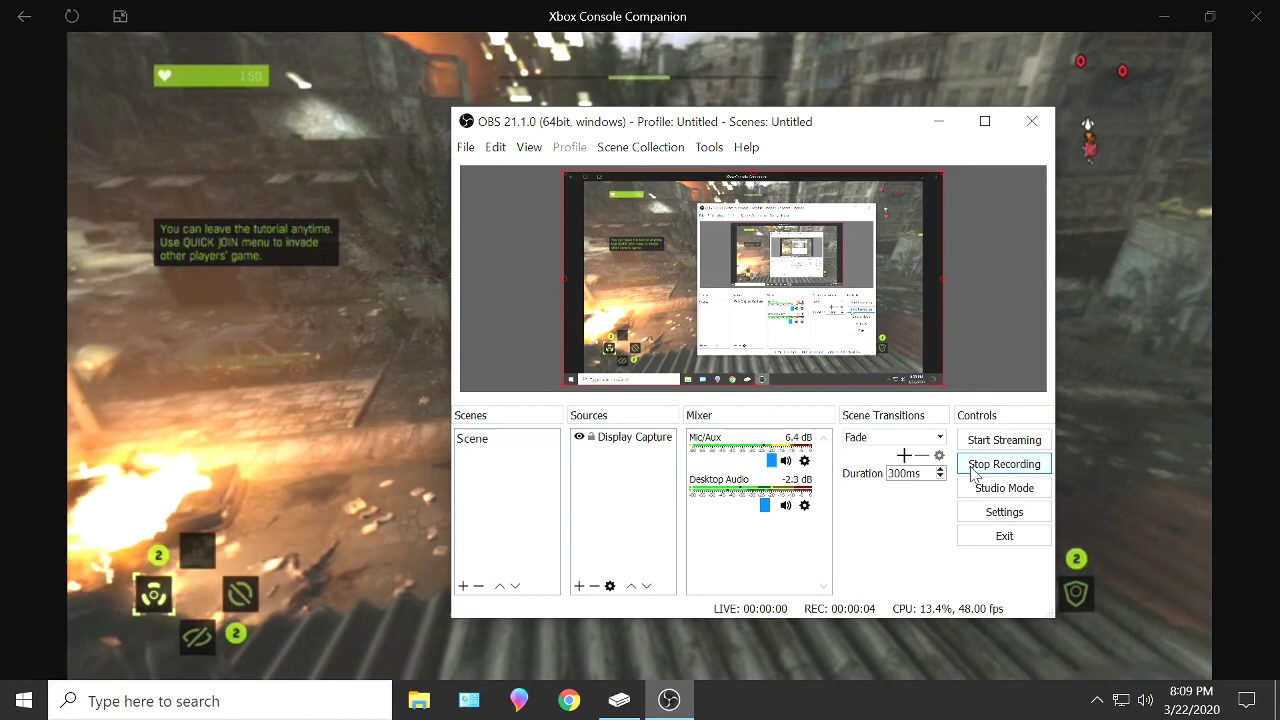 Xbox Console Companion
150
You can leave the tutorial anytime.
Use QUICK JOIN menu to invade
other players' game.
OBS 21.1.0 (64bit, windows) - Profile: Untitled - Scenes: Untitled
File Edit View Profile Scene Collection Tools Help
Scenes
Sources
Mixer
Scene Transitions
Controls
Scene
Display Capture
Mic/Aux 6.4 dB
Desktop Audio -2.3 dB
Fade
Duration 300ms
Start Streaming
Stop Recording
Studio Mode
Settings
Exit
LIVE: 00:00:00 REC: 00:00:04 CPU: 13.4%, 48.00 fps
2
2
2
Type here to search
PM
3/22/2020